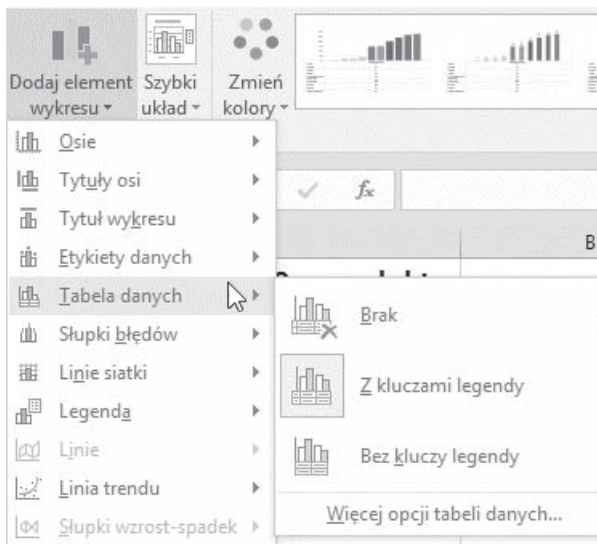 Dodaj element wykresu
Szybki układ
Zmień kolory
Osie
Tytuły osi
Tytuł wykresu
Etykiety danych
Tabela danych
Słupki błędów
Linie siatki
Legenda
Linie
Linia trendu
Słupki wzrost-spadek
fx
B
Brak
Z kluczami legendy
Bez kluczy legendy
Więcej opcji tabeli danych...